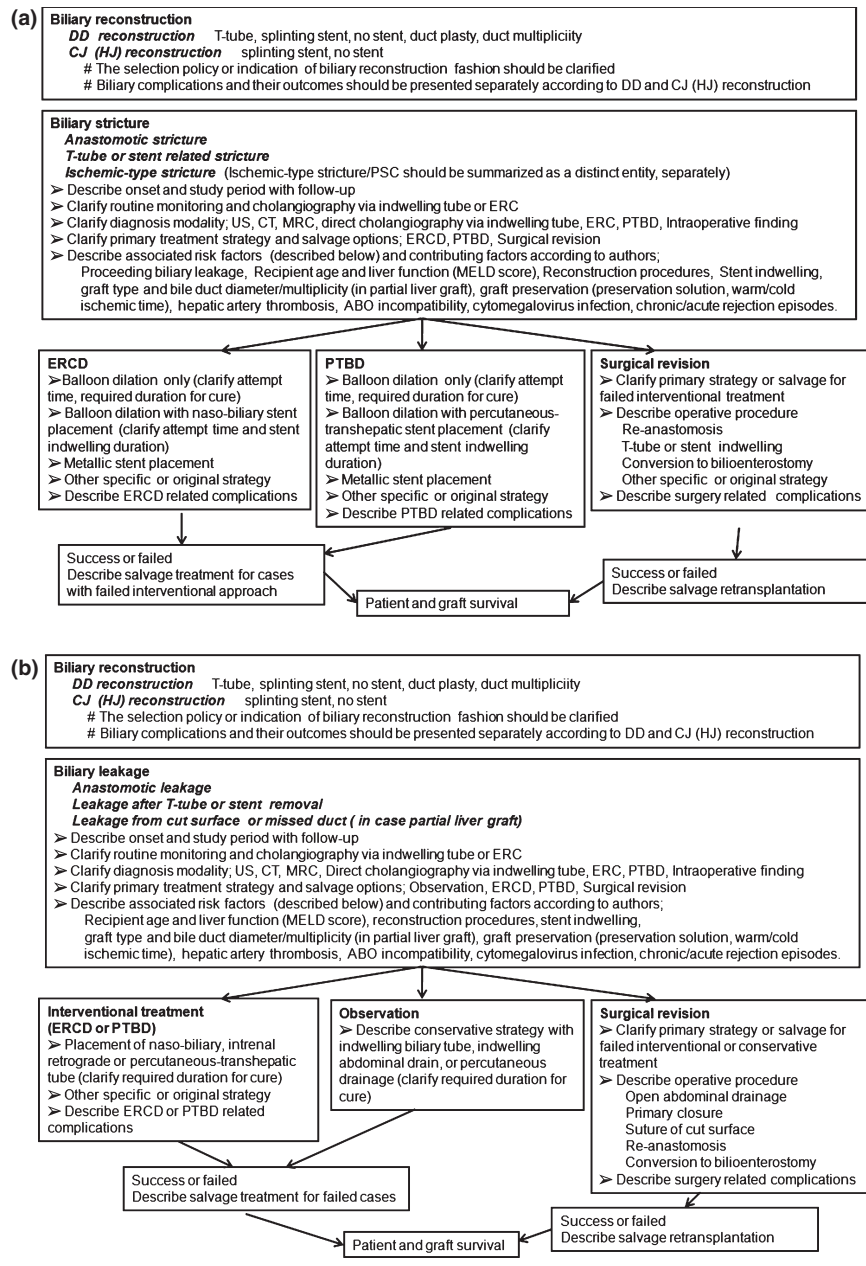 (a)
Biliary reconstruction
DD reconstruction T-tube, splinting stent, no stent, duct plasty, duct multipliciity
CJ (HJ) reconstruction splinting stent, no stent
# The selection policy or indication of biliary reconstruction fashion should be clarified
# Biliary complications and their outcomes should be presented separately according to DD and CJ (HJ) reconstruction
Biliary stricture
Anastomotic stricture
T-tube or stent related stricture
Ischemic-type stricture (Ischemic-type stricture/PSC should be summarized as a distinct entity, separately)
➢ Describe onset and study period with follow-up
➢ Clarify routine monitoring and cholangiography via indwelling tube or ERC
➢ Clarify diagnosis modality; US, CT, MRC, direct cholangiography via indwelling tube, ERC, PTBD, Intraoperative finding
➢ Clarify primary treatment strategy and salvage options; ERCD, PTBD, Surgical revision
➢ Describe associated risk factors (described below) and contributing factors according to authors;
Proceeding biliary leakage, Recipient age and liver function (MELD score), Reconstruction procedures, Stent indwelling,
graft type and bile duct diameter/multiplicity (in partial liver graft), graft preservation (preservation solution, warm/cold
ischemic time), hepatic artery thrombosis, ABO incompatibility, cytomegalovirus infection, chronic/acute rejection episodes.
ERCD
➢Balloon dilation only (clarify attempt
time, required duration for cure)
➢ Balloon dilation with naso-biliary stent
placement (clarify attempt time and stent
indwelling duration)
➢ Metallic stent placement
➢ Other specific or original strategy
➢ Describe ERCD related complications
PTBD
➢ Balloon dilation only (clarify attempt
time, required duration for cure)
➢ Balloon dilation with percutaneous-
transhepatic stent placement (clarify
attempt time and stent indwelling
duration)
➢ Metallic stent placement
➢ Other specific or original strategy
➢ Describe PTBD related complications
Surgical revision
➢ Clarify primary strategy or salvage for
failed interventional treatment
➢ Describe operative procedure
Re-anastomosis
T-tube or stent indwelling
Conversion to bilioenterostomy
Other specific or original strategy
➢ Describe surgery related complications
Success or failed
Describe salvage treatment for cases
with failed interventional approach
Success or failed
Describe salvage retransplantation
Patient and graft survival
(b)
Biliary reconstruction
DD reconstruction T-tube, splinting stent, no stent, duct plasty, duct multipliciity
CJ (HJ) reconstruction splinting stent, no stent
# The selection policy or indication of biliary reconstruction fashion should be clarified
# Biliary complications and their outcomes should be presented separately according to DD and CJ (HJ) reconstruction
Biliary leakage
Anastomotic leakage
Leakage after T-tube or stent removal
Leakage from cut surface or missed duct ( in case partial liver graft)
➢ Describe onset and study period with follow-up
➢ Clarify routine monitoring and cholangiography via indwelling tube or ERC
➢ Clarify diagnosis modality; US, CT, MRC, Direct cholangiography via indwelling tube, ERC, PTBD, Intraoperative finding
➢ Clarify primary treatment strategy and salvage options; Observation, ERCD, PTBD, Surgical revision
➢ Describe associated risk factors (described below) and contributing factors according to authors;
Recipient age and liver function (MELD score), reconstruction procedures, stent indwelling,
graft type and bile duct diameter/multiplicity (in partial liver graft), graft preservation (preservation solution, warm/cold
ischemic time), hepatic artery thrombosis, ABO incompatibility, cytomegalovirus infection, chronic/acute rejection episodes.
Interventional treatment
(ERCD or PTBD)
➢ Placement of naso-biliary, intrenal
retrograde or percutaneous-transhepatic
tube (clarify required duration for cure)
➢ Other specific or original strategy
➢ Describe ERCD or PTBD related
complications
Observation
➢ Describe conservative strategy with
indwelling biliary tube, indwelling
abdominal drain, or percutaneous
drainage (clarify required duration for
cure)
Surgical revision
➢ Clarify primary strategy or salvage for
failed interventional or conservative
treatment
➢ Describe operative procedure
Open abdominal drainage
Primary closure
Suture of cut surface
Re-anastomosis
Conversion to bilioenterostomy
➢ Describe surgery related complications
Success or failed
Describe salvage treatment for failed cases
Success or failed
Describe salvage retransplantation
Patient and graft survival